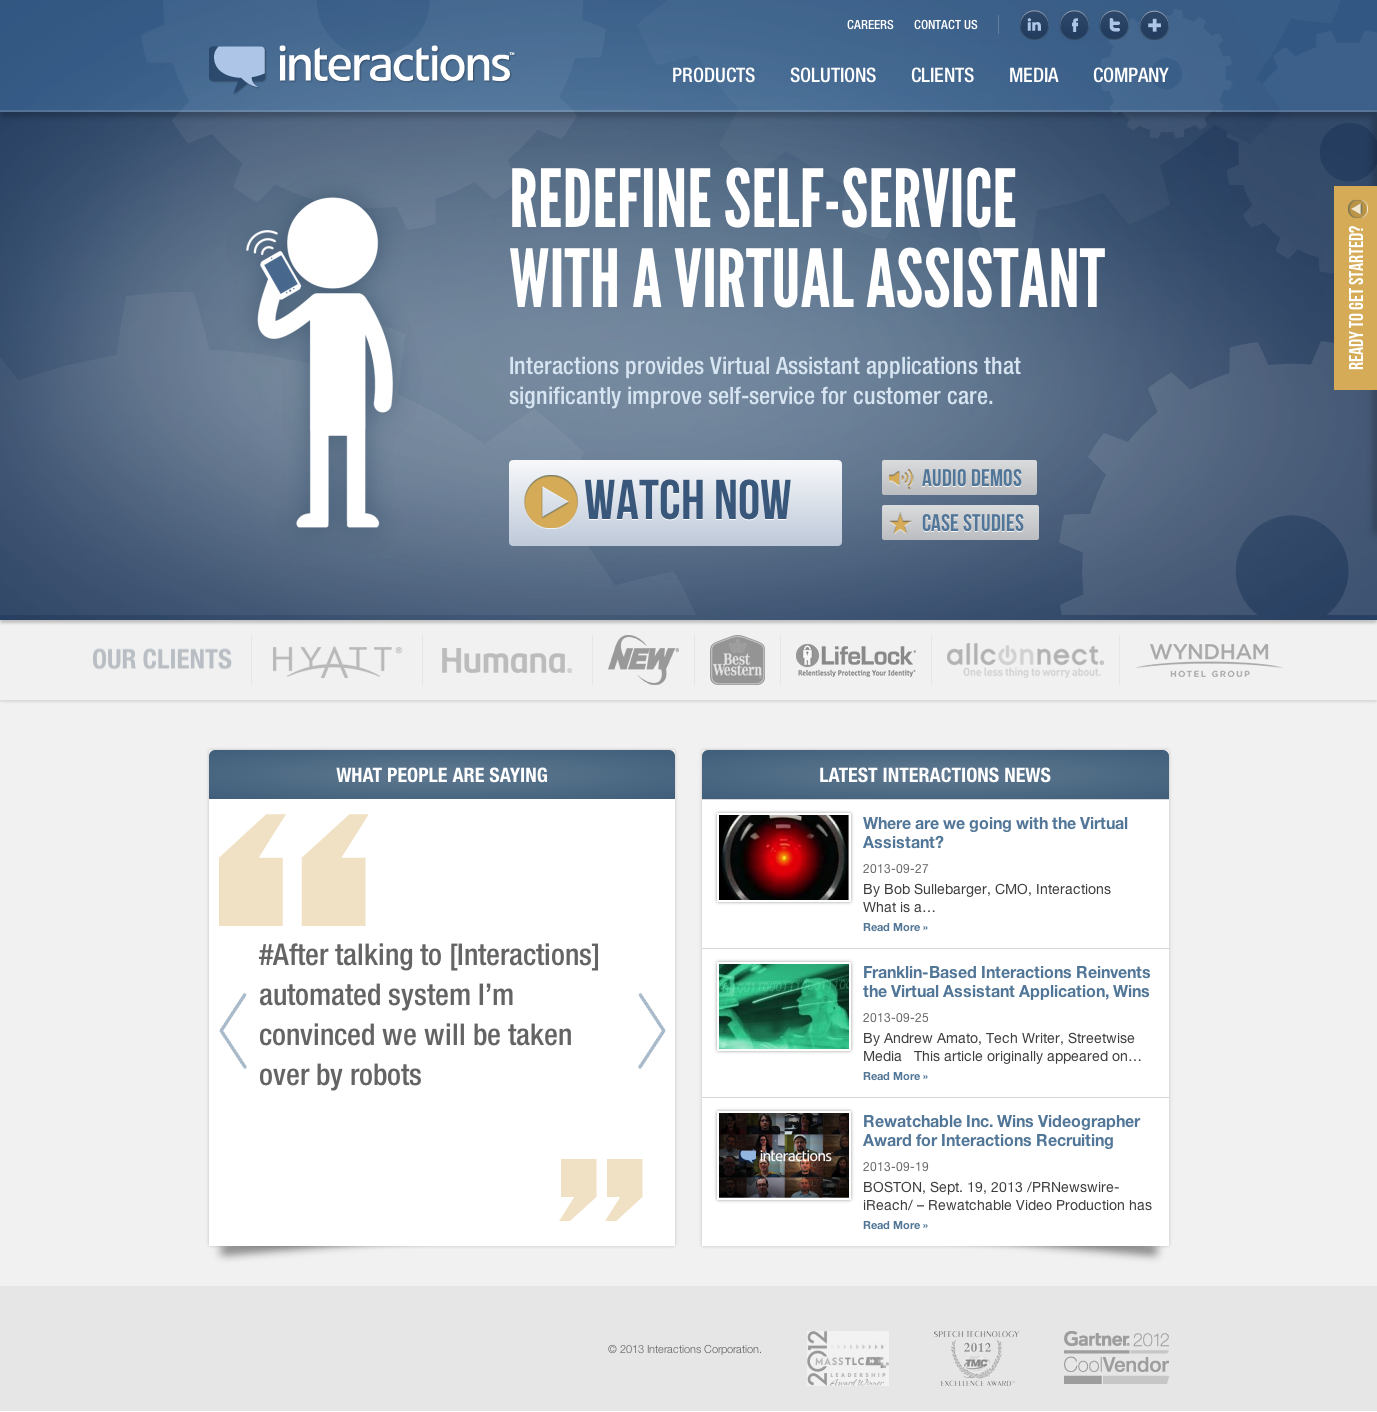 CAREERS CONTACT US
interactions™
PRODUCTS SOLUTIONS CLIENTS MEDIA COMPANY
REDEFINE SELF-SERVICE
WITH A VIRTUAL ASSISTANT
READY TO GET STARTED?
Interactions provides Virtual Assistant applications that
significantly improve self-service for customer care.
WATCH NOW
AUDIO DEMOS
CASE STUDIES
OUR CLIENTS
HYATT®
Humana.
NEW
Best
Western
LifeLock
Relentlessly Protecting Your Identity
allconnect.
One less thing to worry about.
WYNDHAM
HOTEL GROUP
WHAT PEOPLE ARE SAYING
“
#After talking to [Interactions]
automated system I’m
convinced we will be taken
over by robots
”
LATEST INTERACTIONS NEWS
Where are we going with the Virtual
Assistant?
2013-09-27
By Bob Sullebarger, CMO, Interactions
What is a…
Read More »
Franklin-Based Interactions Reinvents
the Virtual Assistant Application, Wins
2013-09-25
By Andrew Amato, Tech Writer, Streetwise
Media   This article originally appeared on…
Read More »
interactions
Rewatchable Inc. Wins Videographer
Award for Interactions Recruiting
2013-09-19
BOSTON, Sept. 19, 2013 /PRNewswire-
iReach/ – Rewatchable Video Production has
Read More »
© 2013 Interactions Corporation.
2012
MASSTLC
LEADERSHIP
Award Winner
SPEECH TECHNOLOGY
2012
TMC
EXCELLENCE AWARD
Gartner. 2012
CoolVendor